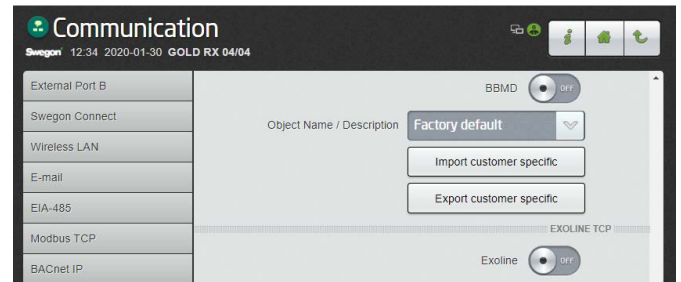 Communication
Swegon 12:34 2020-01-30 GOLD RX 04/04
External Port B
Swegon Connect
Wireless LAN
E-mail
EIA-485
Modbus TCP
BACnet IP
BBMD OFF
Object Name / Description Factory default
Import customer specific
Export customer specific
EXOLINE TCP
Exoline OFF